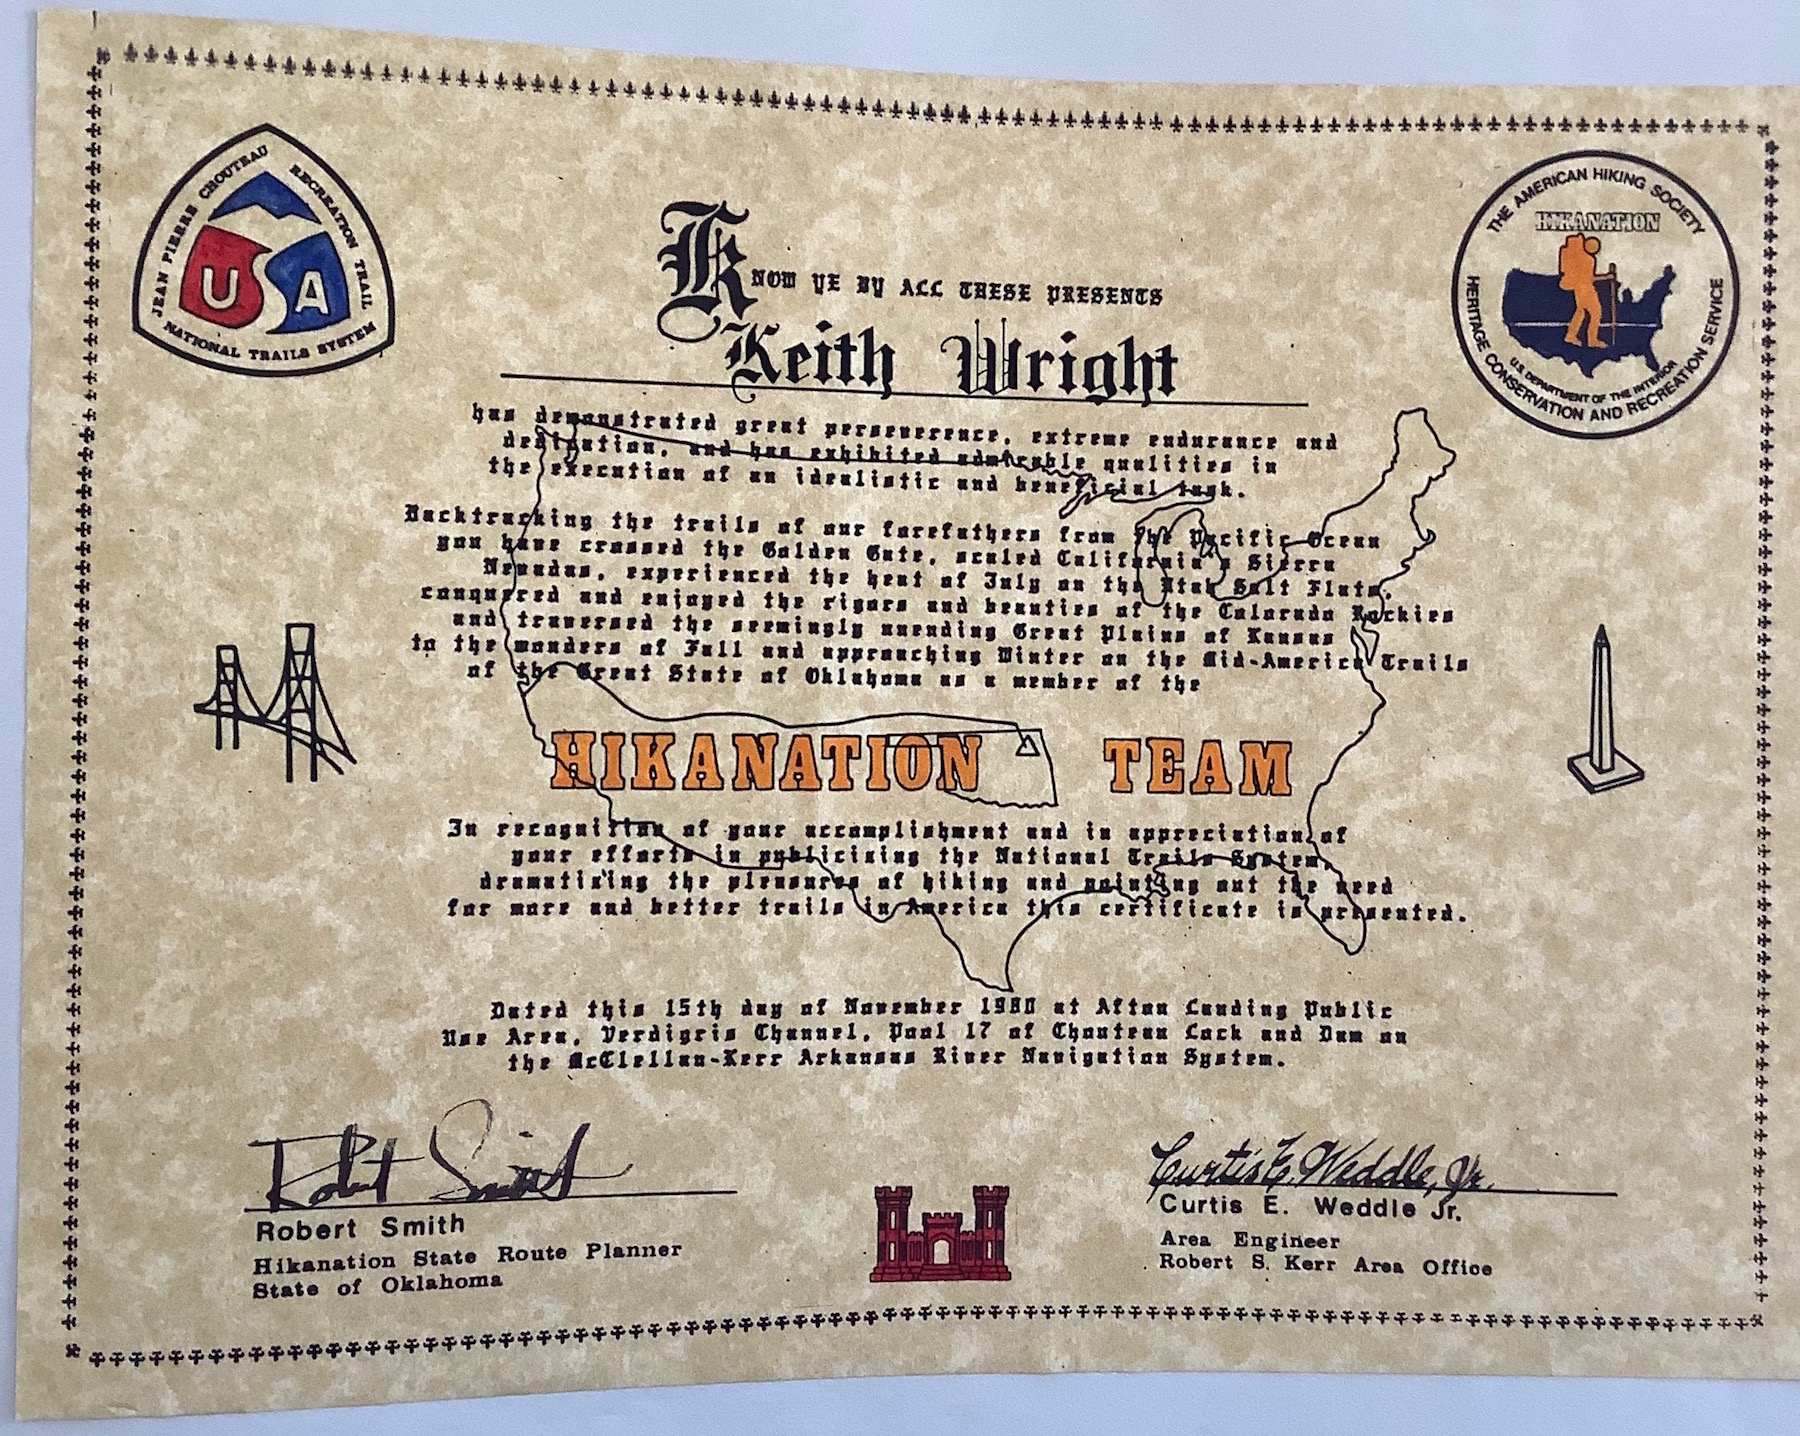 JEAN PIERRE CHOUTEAU RECREATION TRAIL
USA
NATIONAL TRAILS SYSTEM
THE AMERICAN HIKING SOCIETY
HIKANATION
U.S. DEPARTMENT OF THE INTERIOR
HERITAGE CONSERVATION AND RECREATION SERVICE
KNOW YE BY ALL THESE PRESENTS
Keith Wright
has demonstrated great perseverence, extreme endurance and
dedication, and has exhibited admirable qualities in
the execution of an idealistic and beneficial task.
Backtracking the trails of our forefathers from the Pacific Ocean
you have crossed the Golden Gate, scaled California's Sierra
Nevadas, experienced the heat of July on the Utah Salt Flats,
conquered and enjoyed the rigors and beauties of the Colorado Rockies
and traversed the seemingly unending Great Plains of Kansas
to the wonders of Fall and approaching Winter on the Mid-America Trails
of the Great State of Oklahoma as a member of the
HIKANATION TEAM
In recognition of your accomplishment and in appreciation of
your efforts in publicizing the National Trails System,
dramatizing the pleasures of hiking and pointing out the need
for more and better trails in America this certificate is presented.
Dated this 15th day of November 1980 at Afton Landing Public
Use Area, Verdigris Channel, Pool 17 of Chouteau Lock and Dam on
the McClellan-Kerr Arkansas River Navigation System.
Robert Smith
Robert Smith
Hikanation State Route Planner
State of Oklahoma
Curtis E. Weddle, Jr.
Curtis E. Weddle Jr.
Area Engineer
Robert S. Kerr Area Office